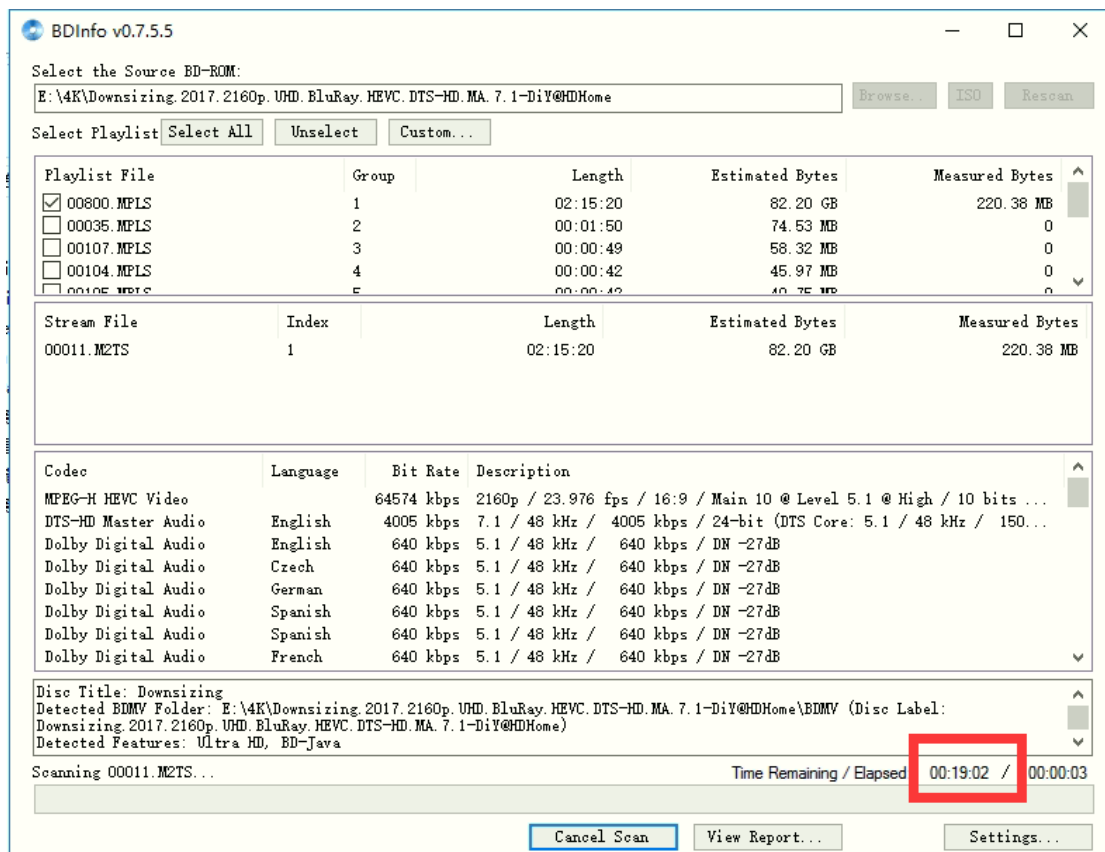 BDInfo v0.7.5.5
Select the Source BD-ROM:
E:\4K\Downsizing.2017.2160p.UHD.BluRay.HEVC.DTS-HD.MA.7.1-DiY@HDHome Browse.. ISO Rescan
Select Playlist Select All Unselect Custom...
Playlist File Group Length Estimated Bytes Measured Bytes
00800.MPLS 1 02:15:20 82.20 GB 220.38 MB
00035.MPLS 2 00:01:50 74.53 MB 0
00107.MPLS 3 00:00:49 58.32 MB 0
00104.MPLS 4 00:00:42 45.97 MB 0
Stream File Index Length Estimated Bytes Measured Bytes
00011.M2TS 1 02:15:20 82.20 GB 220.38 MB
Codec Language Bit Rate Description
MPEG-H HEVC Video 64574 kbps 2160p / 23.976 fps / 16:9 / Main 10 @ Level 5.1 @ High / 10 bits ...
DTS-HD Master Audio English 4005 kbps 7.1 / 48 kHz / 4005 kbps / 24-bit (DTS Core: 5.1 / 48 kHz / 150...
Dolby Digital Audio English 640 kbps 5.1 / 48 kHz / 640 kbps / DN -27dB
Dolby Digital Audio Czech 640 kbps 5.1 / 48 kHz / 640 kbps / DN -27dB
Dolby Digital Audio German 640 kbps 5.1 / 48 kHz / 640 kbps / DN -27dB
Dolby Digital Audio Spanish 640 kbps 5.1 / 48 kHz / 640 kbps / DN -27dB
Dolby Digital Audio Spanish 640 kbps 5.1 / 48 kHz / 640 kbps / DN -27dB
Dolby Digital Audio French 640 kbps 5.1 / 48 kHz / 640 kbps / DN -27dB
Disc Title: Downsizing
Detected BDMV Folder: E:\4K\Downsizing.2017.2160p.UHD.BluRay.HEVC.DTS-HD.MA.7.1-DiY@HDHome\BDMV (Disc Label:
Downsizing.2017.2160p.UHD.BluRay.HEVC.DTS-HD.MA.7.1-DiY@HDHome)
Detected Features: Ultra HD, BD-Java
Scanning 00011.M2TS... Time Remaining / Elapsed 00:19:02 / 00:00:03
Cancel Scan View Report... Settings...